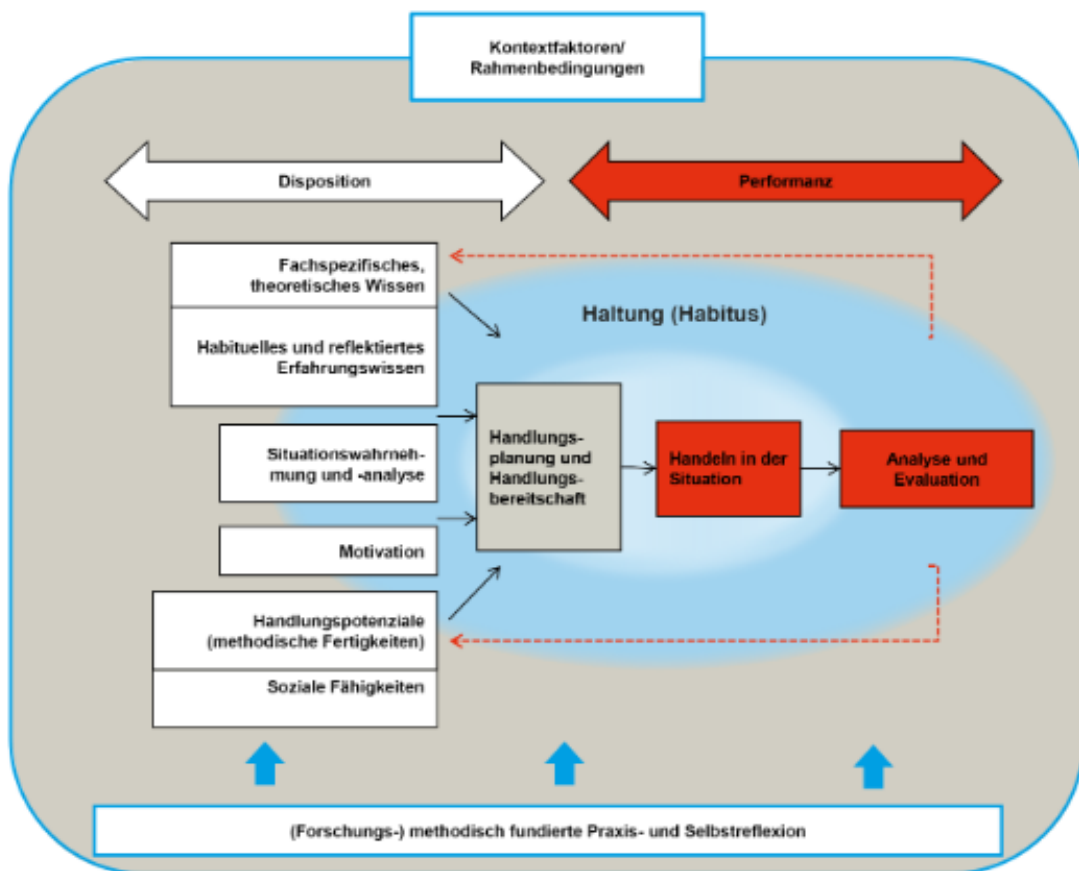 Kontextfaktoren/
Rahmenbedingungen
Disposition
Performanz
Fachspezifisches,
theoretisches Wissen
Habituelles und reflektiertes
Erfahrungswissen
Haltung (Habitus)
Situationswahrneh-
mung und -analyse
Motivation
Handlungspotenziale
(methodische Fertigkeiten)
Soziale Fähigkeiten
Handlungs-
planung und
Handlungs-
bereitschaft
Handeln in der
Situation
Analyse und
Evaluation
(Forschungs-) methodisch fundierte Praxis- und Selbstreflexion